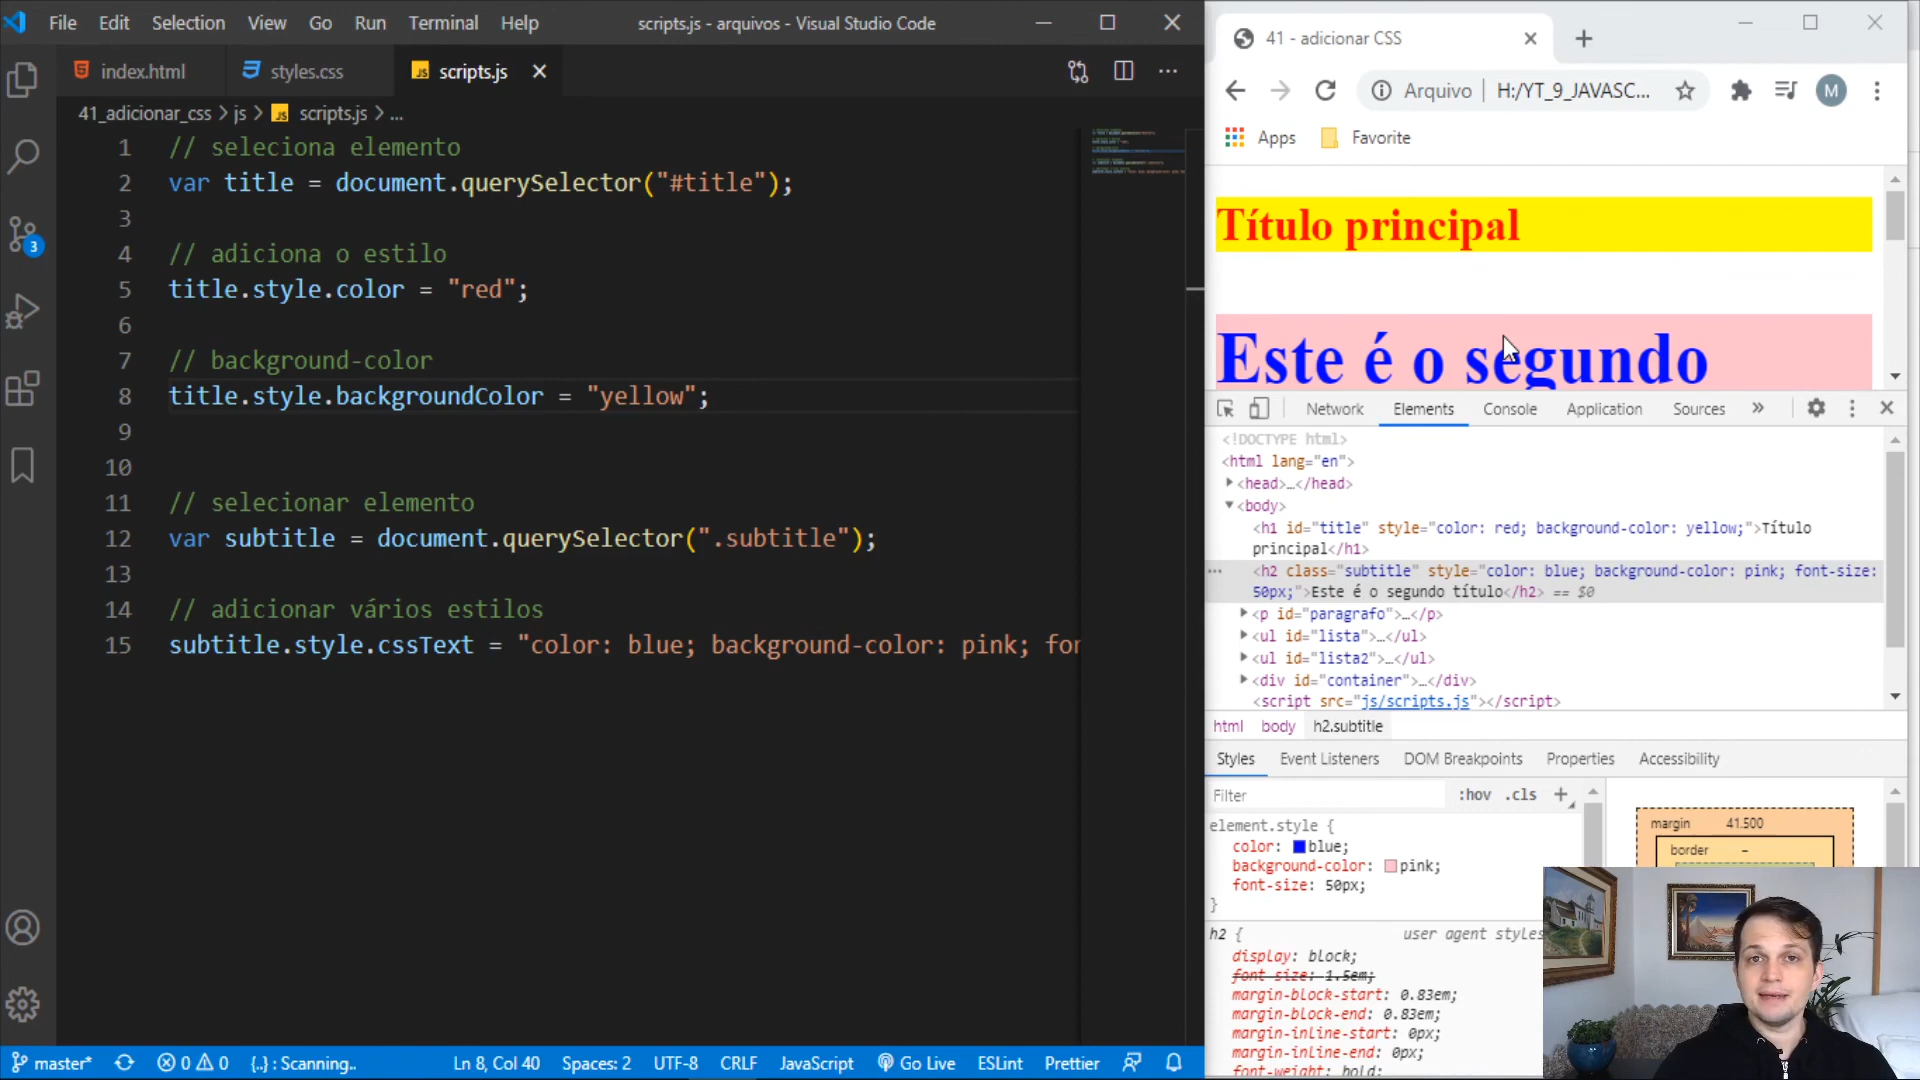 File Edit Selection View Go Run Terminal Help scripts.js - arquivos - Visual Studio Code
index.html styles.css scripts.js
41_adicionar_css > js > scripts.js > ...
1 // seleciona elemento
2 var title = document.querySelector("#title");
3
4 // adiciona o estilo
5 title.style.color = "red";
6
7 // background-color
8 title.style.backgroundColor = "yellow";
9
10
11 // selecionar elemento
12 var subtitle = document.querySelector(".subtitle");
13
14 // adicionar vários estilos
15 subtitle.style.cssText = "color: blue; background-color: pink; for
3
master* 0 0 {..} : Scanning.. Ln 8, Col 40 Spaces: 2 UTF-8 CRLF JavaScript Go Live ESLint Prettier
41 - adicionar CSS
Arquivo H:/YT_9_JAVASC... M
Apps Favorite
Título principal
Este é o segundo
Network Elements Console Application Sources »
<!DOCTYPE html>
<html lang="en">
<head>…</head>
<body>
<h1 id="title" style="color: red; background-color: yellow;">Título
principal</h1>
<h2 class="subtitle" style="color: blue; background-color: pink; font-size:
50px;">Este é o segundo título</h2> == $0
<p id="paragrafo">…</p>
<ul id="lista">…</ul>
<ul id="lista2">…</ul>
<div id="container">…</div>
<script src="js/scripts.js"></script>
html body h2.subtitle
Styles Event Listeners DOM Breakpoints Properties Accessibility
Filter :hov .cls +
element.style {
color: blue;
background-color: pink;
font-size: 50px;
}
h2 { user agent styles
display: block;
font-size: 1.5em;
margin-block-start: 0.83em;
margin-block-end: 0.83em;
margin-inline-start: 0px;
margin-inline-end: 0px;
font-weight: bold;
margin 41.500
border –